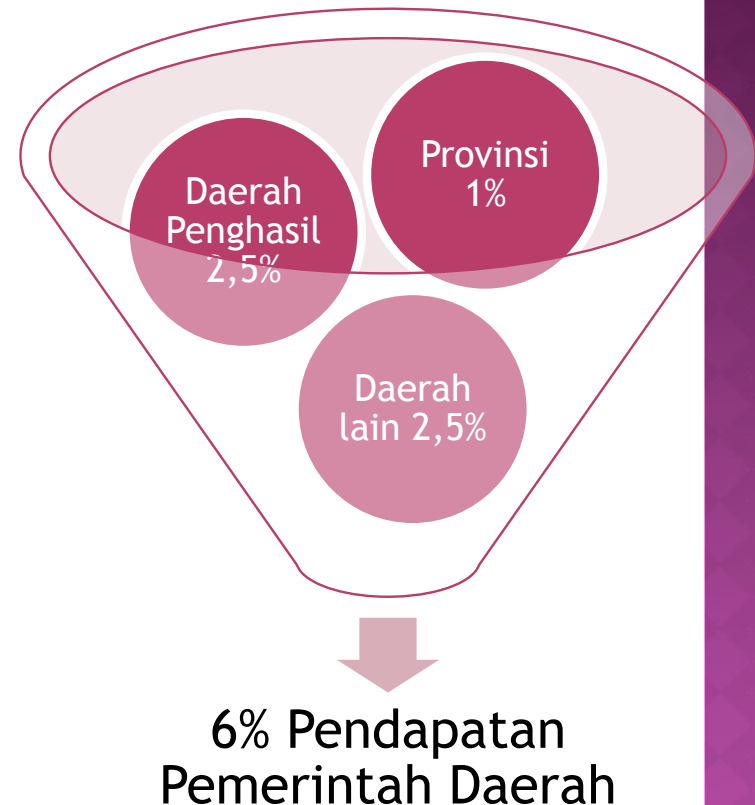 Provinsi
1%
Daerah
Penghasil
2,5%
Daerah
lain 2,5%
6% Pendapatan
Pemerintah Daerah